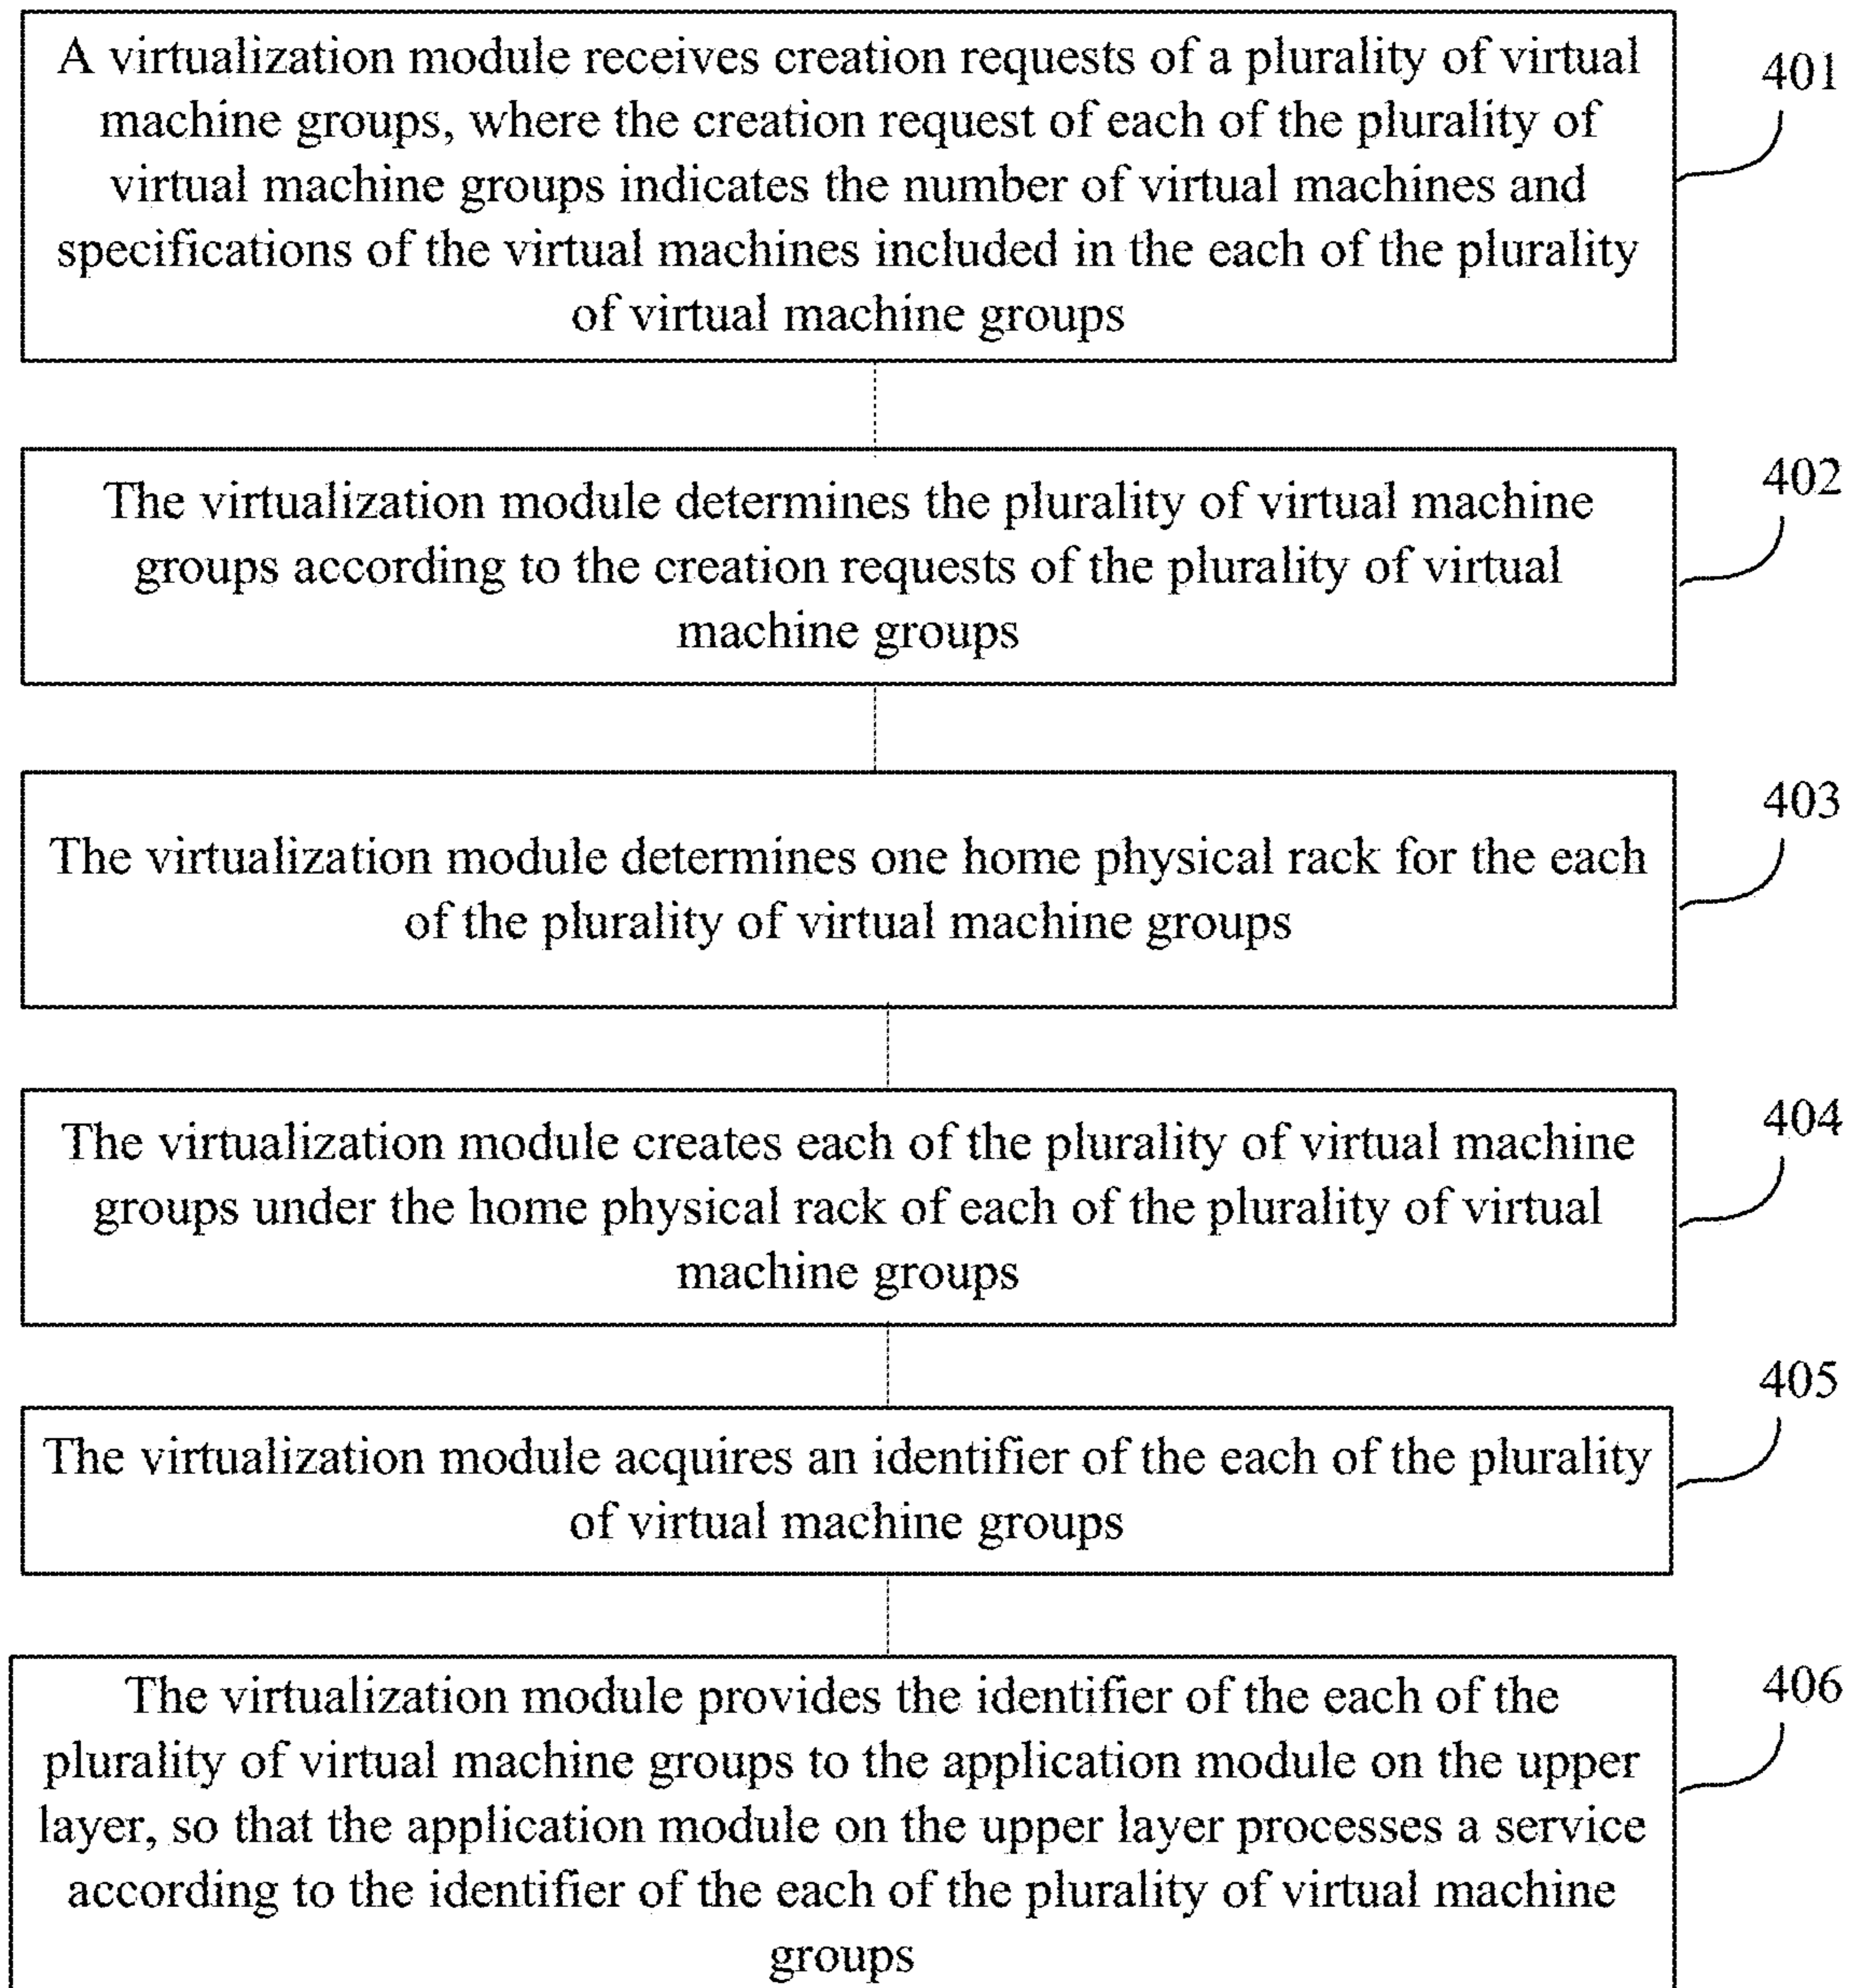 A virtualization module receives creation requests of a plurality of virtual
machine groups, where the creation request of each of the plurality of
virtual machine groups indicates the number of virtual machines and
specifications of the virtual machines included in the each of the plurality
of virtual machine groups
401
The virtualization module determines the plurality of virtual machine
groups according to the creation requests of the plurality of virtual
machine groups
402
The virtualization module determines one home physical rack for the each
of the plurality of virtual machine groups
403
The virtualization module creates each of the plurality of virtual machine
groups under the home physical rack of each of the plurality of virtual
machine groups
404
The virtualization module acquires an identifier of the each of the plurality
of virtual machine groups
405
The virtualization module provides the identifier of the each of the
plurality of virtual machine groups to the application module on the upper
layer, so that the application module on the upper layer processes a service
according to the identifier of the each of the plurality of virtual machine
groups
406